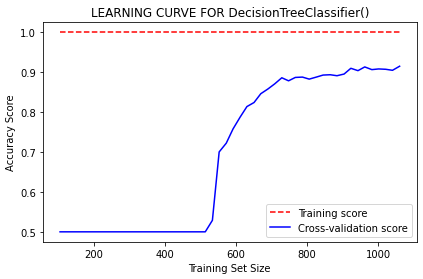 LEARNING CURVE FOR DecisionTreeClassifier()
1.0
0.9
0.8
0.7
0.6
0.5
Accuracy Score
Training score
Cross-validation score
200 400 600 800 1000
Training Set Size